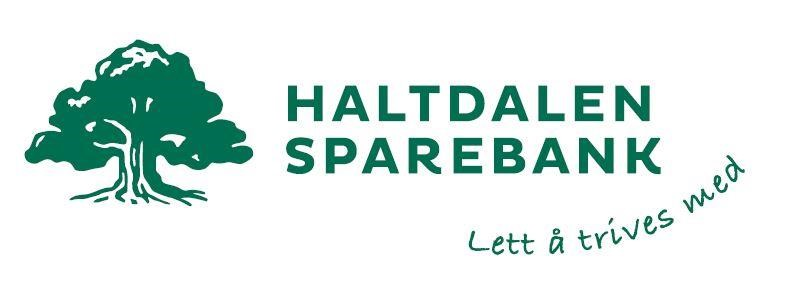 HALTDALEN
SPAREBANK
Lett å trives med